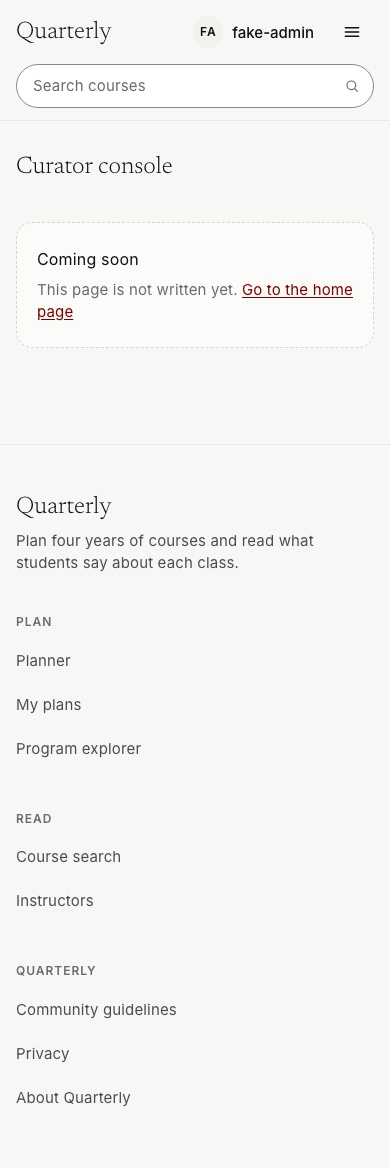 Quarterly
FA fake-admin
Search courses
Curator console
Coming soon
This page is not written yet. Go to the home
page
Quarterly
Plan four years of courses and read what
students say about each class.
PLAN
Planner
My plans
Program explorer
READ
Course search
Instructors
QUARTERLY
Community guidelines
Privacy
About Quarterly